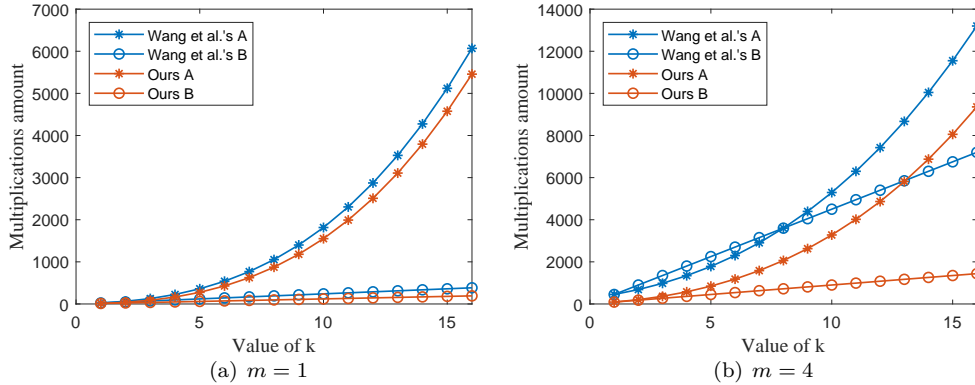 7000
6000
5000
4000
3000
2000
1000
0
Multiplications amount
Wang et al.'s A
Wang et al.'s B
Ours A
Ours B
0 5 10 15
Value of k
(a) m = 1
14000
12000
10000
8000
6000
4000
2000
0
Multiplications amount
Wang et al.'s A
Wang et al.'s B
Ours A
Ours B
0 5 10 15
Value of k
(b) m = 4